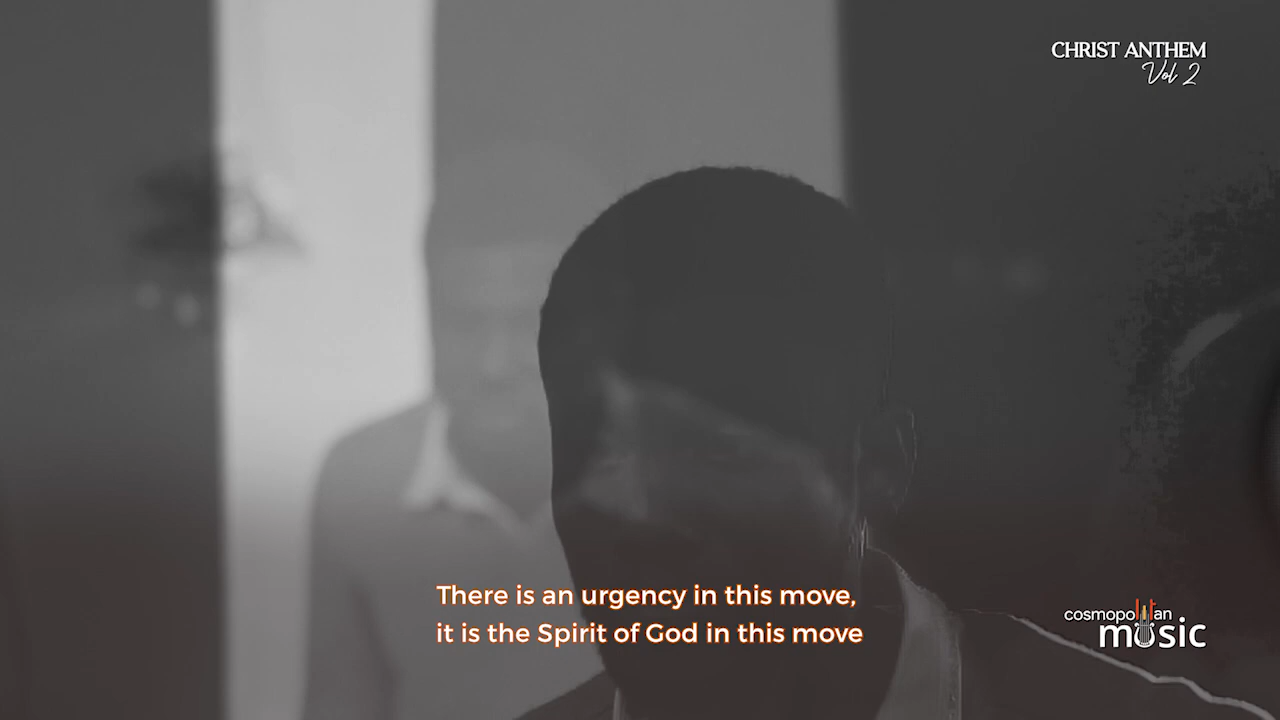 CHRIST ANTHEM
Vol 2
There is an urgency in this move,
it is the Spirit of God in this move
cosmopolitan
music